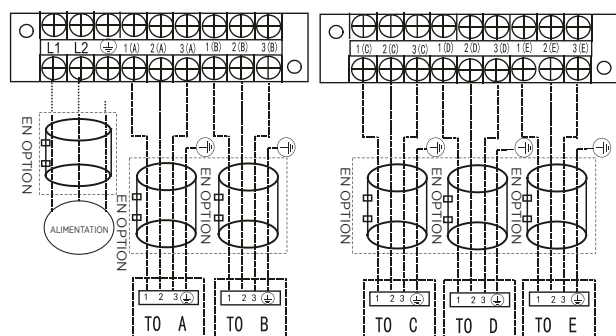 L1 L2 1(A) 2(A) 3(A) 1(B) 2(B) 3(B)
1(C) 2(C) 3(C) 1(D) 2(D) 3(D) 1(E) 2(E) 3(E)
EN OPTION
EN OPTION
EN OPTION
EN OPTION
EN OPTION
EN OPTION
ALIMENTATION
1 2 3
1 2 3
1 2 3
1 2 3
1 2 3
TO A
TO B
TO C
TO D
TO E